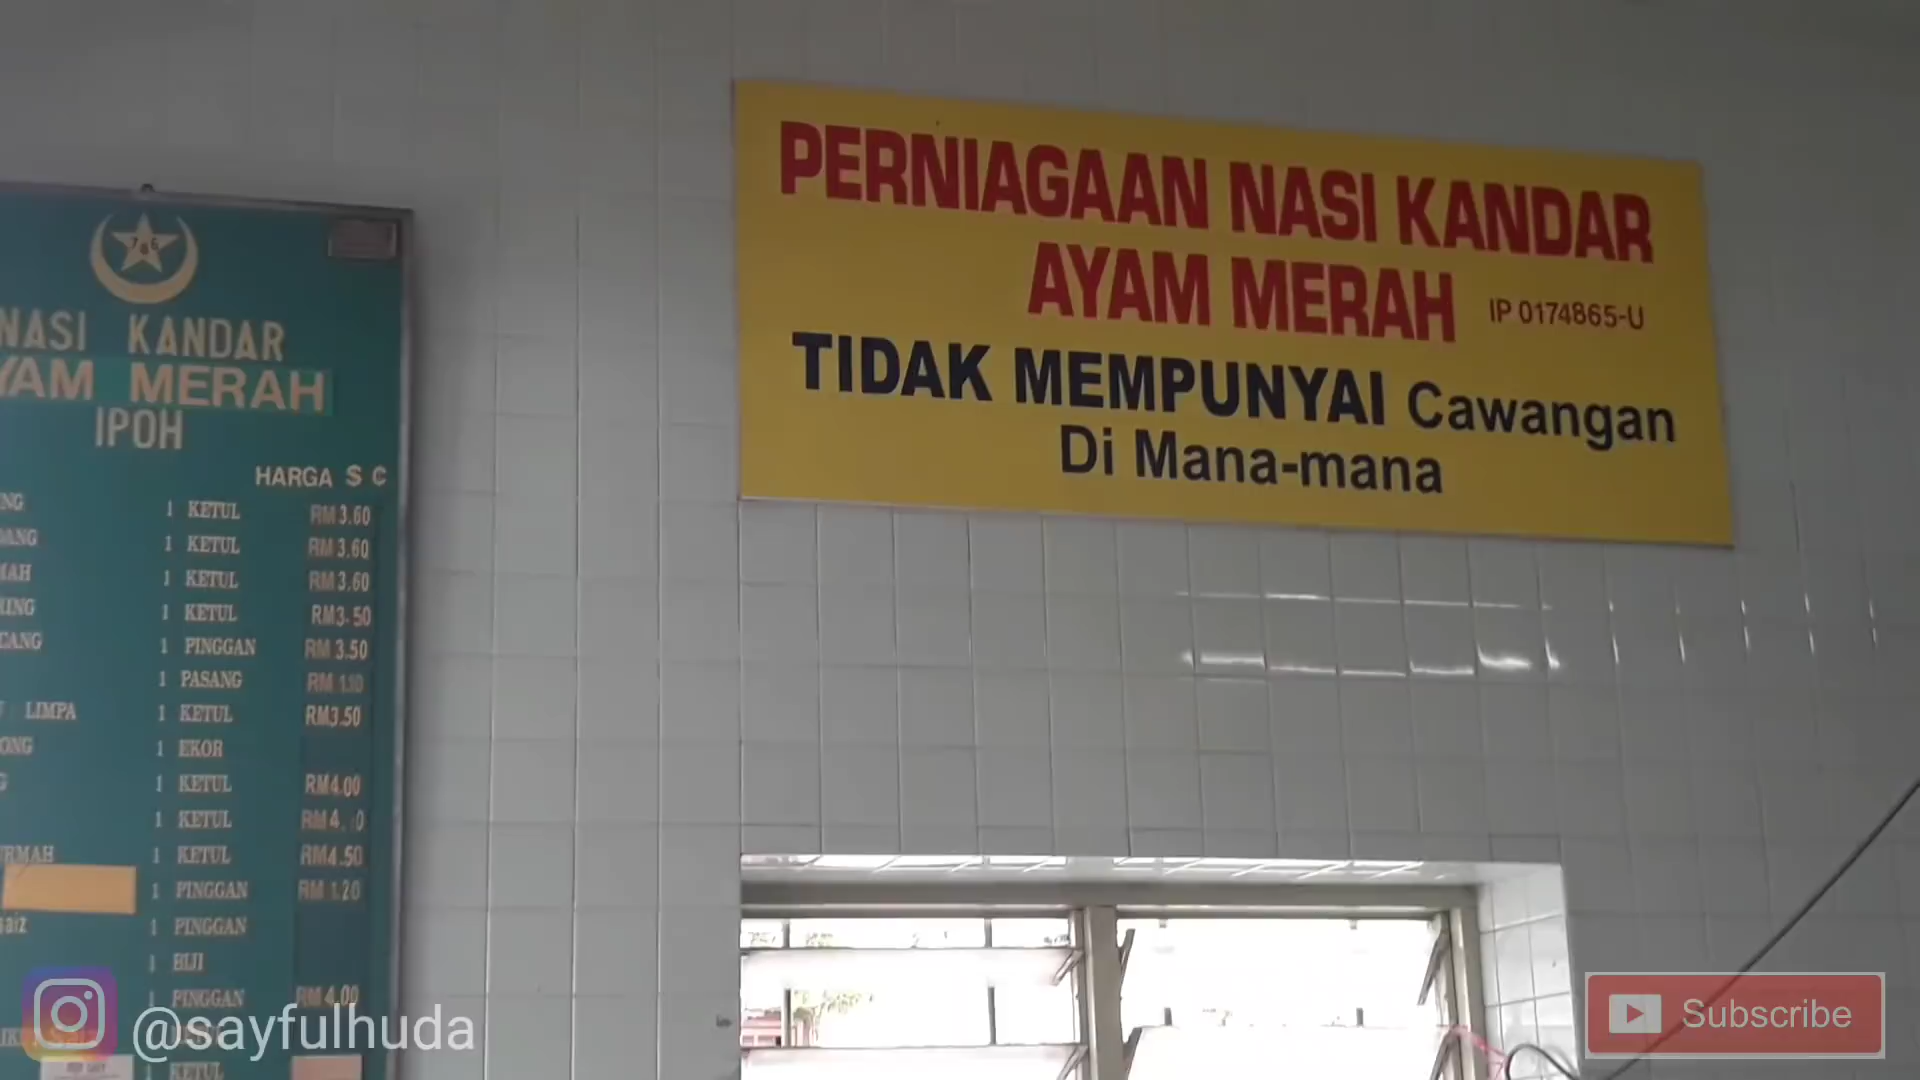 786
NASI KANDAR
AYAM MERAH
IPOH
HARGA $ ¢
1 KETUL RM 3.60
1 KETUL RM 3.60
1 KETUL RM 3.60
1 KETUL RM3.50
1 PINGGAN RM 3.50
1 PASANG
LIMPA 1 KETUL RM3.50
1 EKOR
1 KETUL RM4.00
1 KETUL
1 KETUL RM4.50
1 PINGGAN RM 1.20
1 PINGGAN
1 BIJI
1 PINGGAN RM 4.00
1 KETUL
PERNIAGAAN NASI KANDAR
AYAM MERAH IP 0174865-U
TIDAK MEMPUNYAI Cawangan
Di Mana-mana
@sayfulhuda
Subscribe